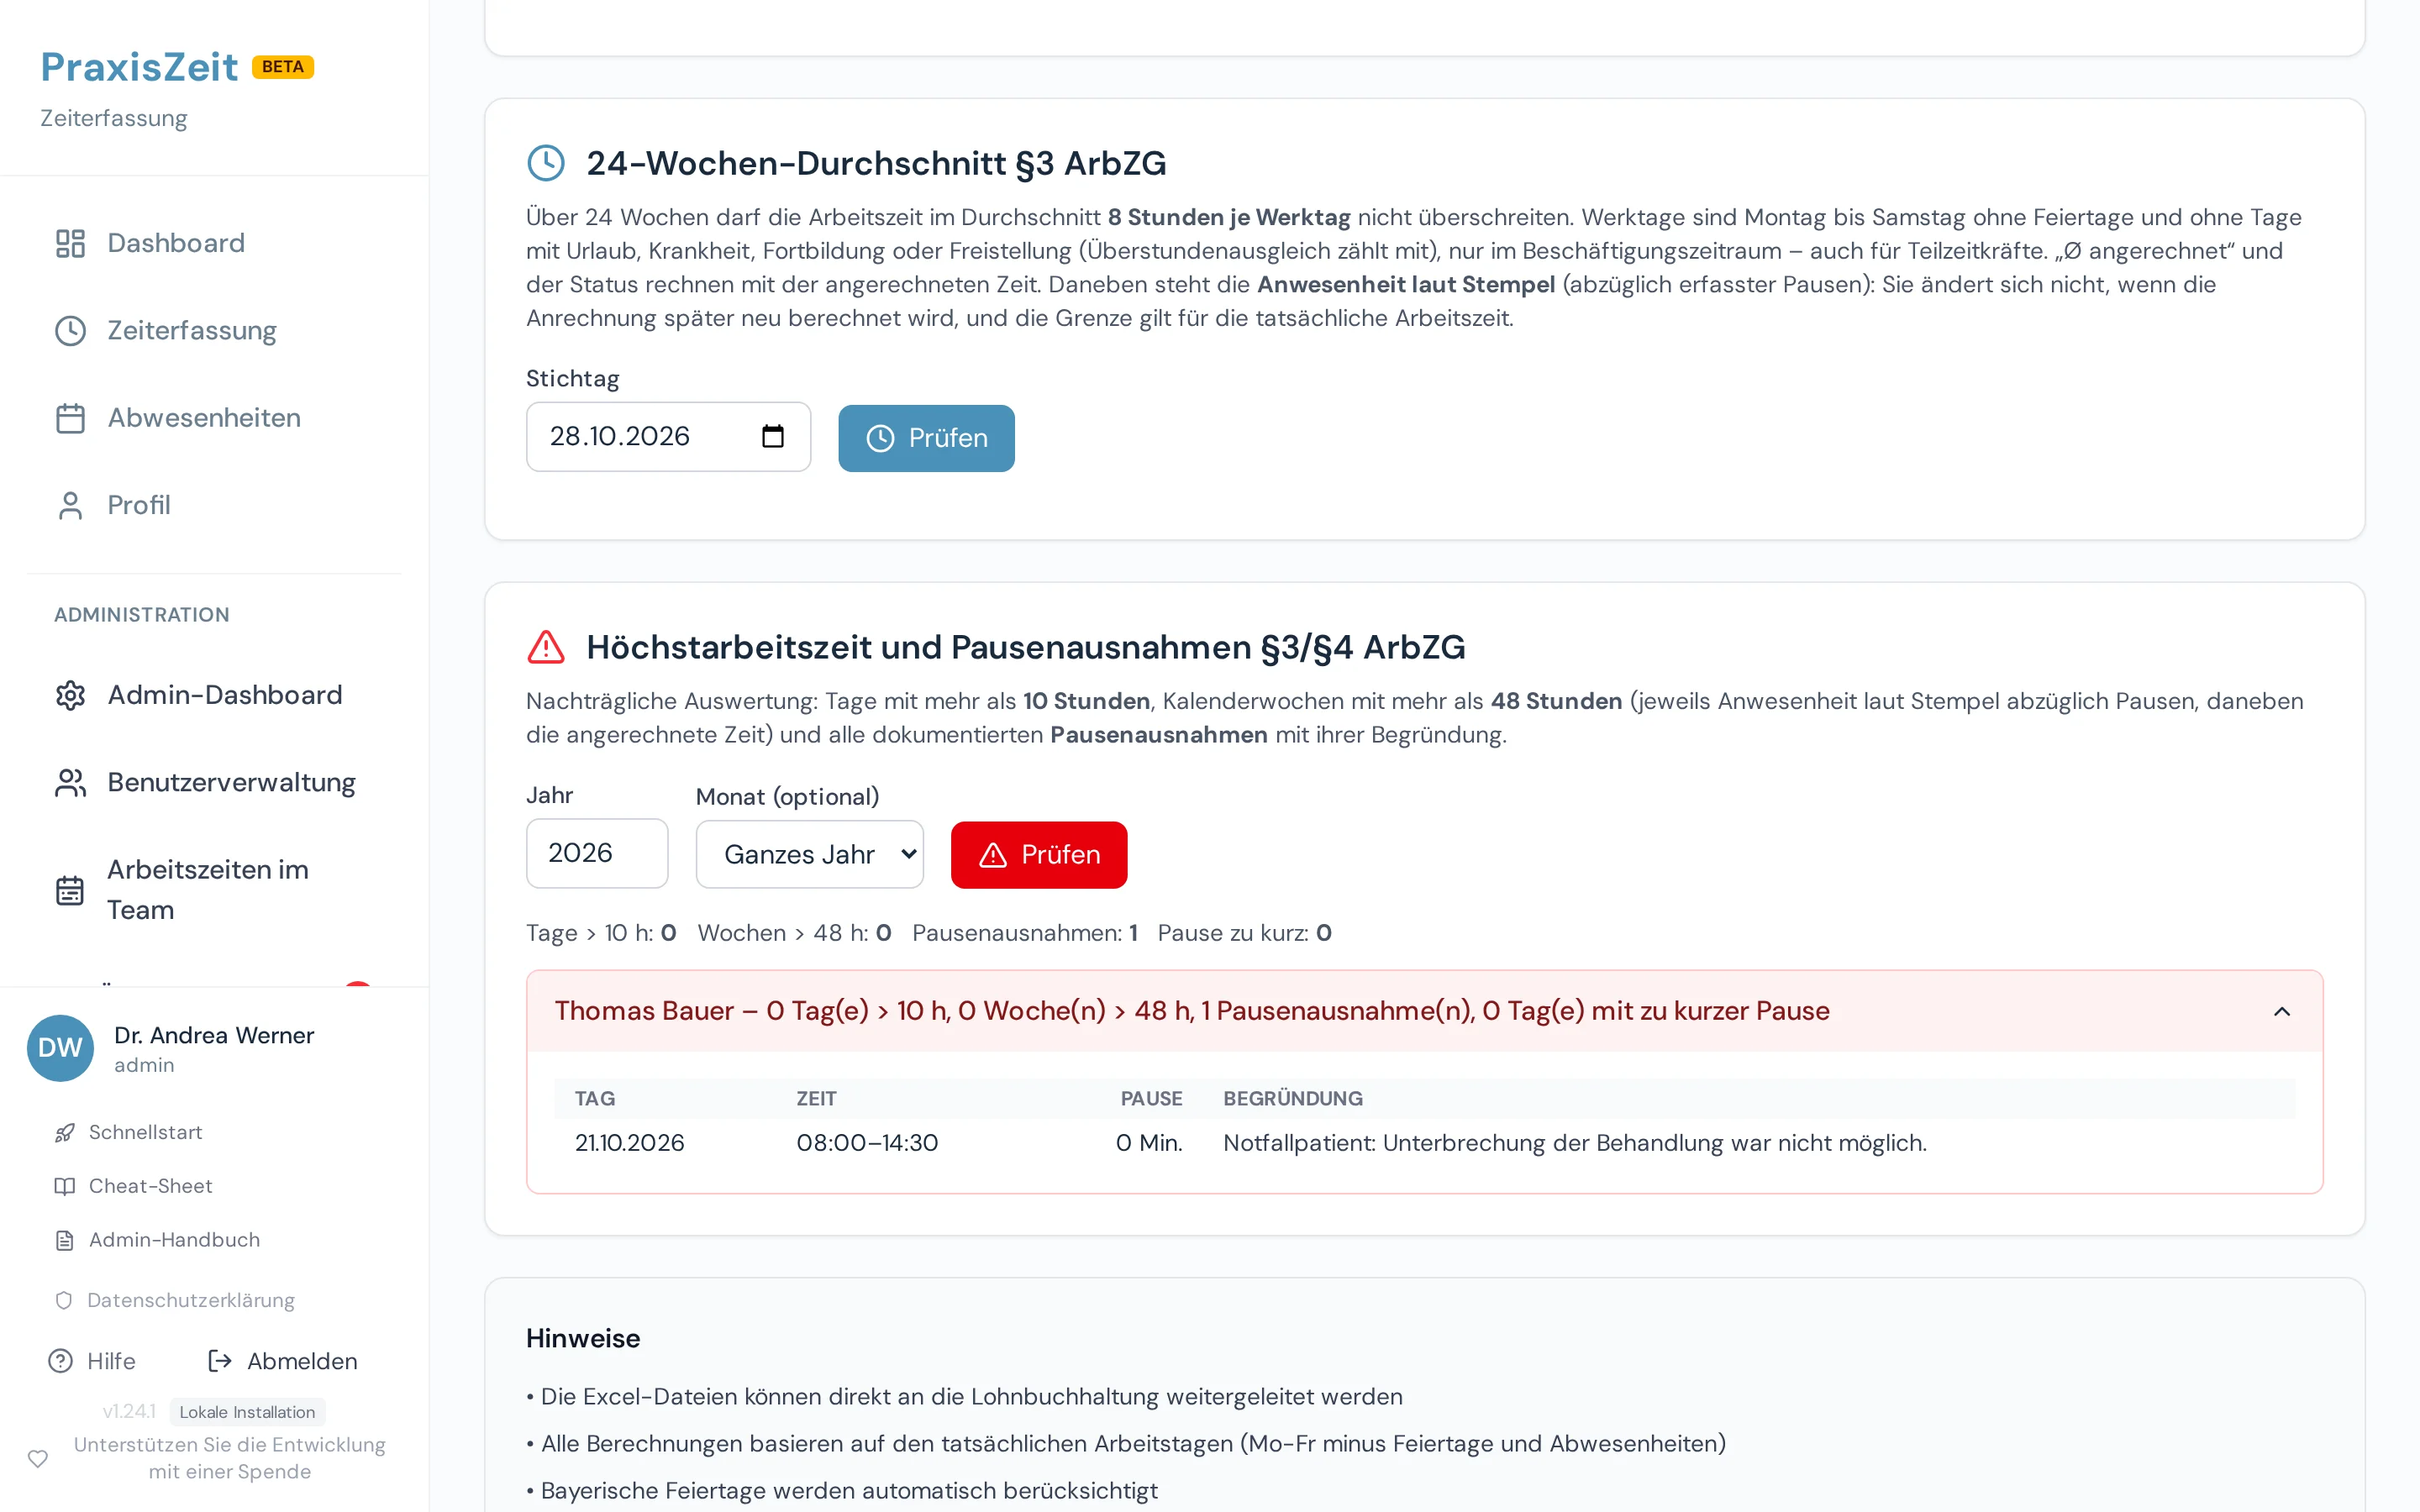 PraxisZeit BETA
Zeiterfassung
Dashboard
Zeiterfassung
Abwesenheiten
Profil
ADMINISTRATION
Admin-Dashboard
Benutzerverwaltung
Arbeitszeiten im
Team
DW
Dr. Andrea Werner
admin
Schnellstart
Cheat-Sheet
Admin-Handbuch
Datenschutzerklärung
Hilfe
Abmelden
v1.24.1 Lokale Installation
Unterstützen Sie die Entwicklung
mit einer Spende
24-Wochen-Durchschnitt §3 ArbZG
Über 24 Wochen darf die Arbeitszeit im Durchschnitt 8 Stunden je Werktag nicht überschreiten. Werktage sind Montag bis Samstag ohne Feiertage und ohne Tage
mit Urlaub, Krankheit, Fortbildung oder Freistellung (Überstundenausgleich zählt mit), nur im Beschäftigungszeitraum – auch für Teilzeitkräfte. „Ø angerechnet“ und
der Status rechnen mit der angerechneten Zeit. Daneben steht die Anwesenheit laut Stempel (abzüglich erfasster Pausen): Sie ändert sich nicht, wenn die
Anrechnung später neu berechnet wird, und die Grenze gilt für die tatsächliche Arbeitszeit.
Stichtag
28.10.2026
Prüfen
Höchstarbeitszeit und Pausenausnahmen §3/§4 ArbZG
Nachträgliche Auswertung: Tage mit mehr als 10 Stunden, Kalenderwochen mit mehr als 48 Stunden (jeweils Anwesenheit laut Stempel abzüglich Pausen, daneben
die angerechnete Zeit) und alle dokumentierten Pausenausnahmen mit ihrer Begründung.
Jahr
Monat (optional)
2026
Ganzes Jahr
Prüfen
Tage > 10 h: 0 Wochen > 48 h: 0 Pausenausnahmen: 1 Pause zu kurz: 0
Thomas Bauer – 0 Tag(e) > 10 h, 0 Woche(n) > 48 h, 1 Pausenausnahme(n), 0 Tag(e) mit zu kurzer Pause
TAG ZEIT PAUSE BEGRÜNDUNG
21.10.2026 08:00–14:30 0 Min. Notfallpatient: Unterbrechung der Behandlung war nicht möglich.
Hinweise
• Die Excel-Dateien können direkt an die Lohnbuchhaltung weitergeleitet werden
• Alle Berechnungen basieren auf den tatsächlichen Arbeitstagen (Mo-Fr minus Feiertage und Abwesenheiten)
• Bayerische Feiertage werden automatisch berücksichtigt